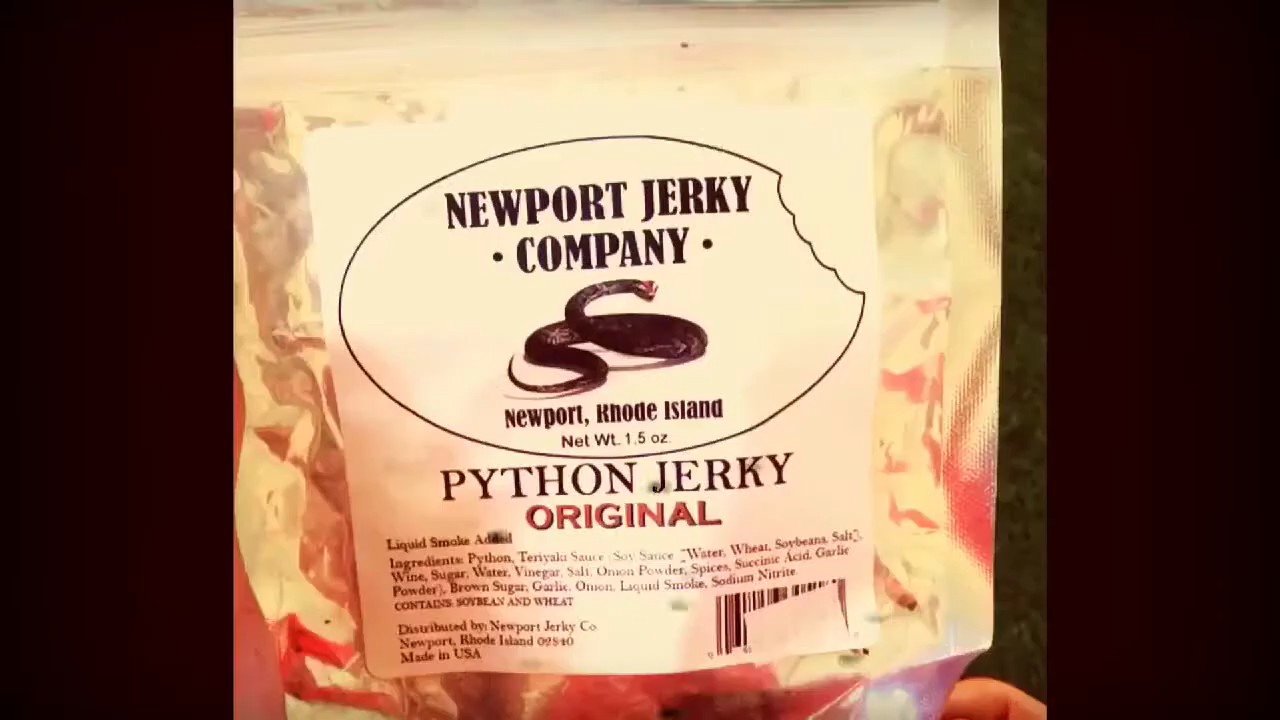 NEWPORT JERKY
• COMPANY •
Newport, Rhode Island
Net Wt. 1.5 oz.
PYTHON JERKY
ORIGINAL
Liquid Smoke Added
Ingredients: Python, Teriyaki Sauce (Soy Sauce [Water, Wheat, Soybeans, Salt],
Wine, Sugar, Water, Vinegar, Salt, Onion Powder, Spices, Succinic Acid, Garlic
Powder), Brown Sugar, Garlic, Onion, Liquid Smoke, Sodium Nitrite.
CONTAINS: SOYBEAN AND WHEAT
Distributed by: Newport Jerky Co
Newport, Rhode Island 02840
Made in USA